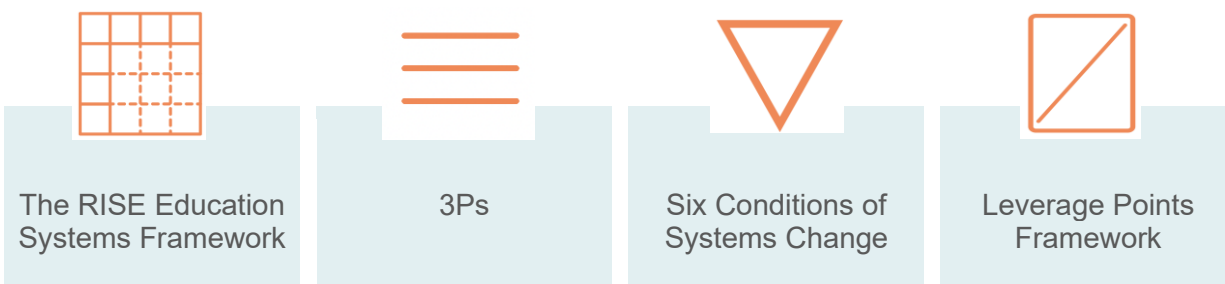 The RISE Education
Systems Framework
3Ps
Six Conditions of
Systems Change
Leverage Points
Framework